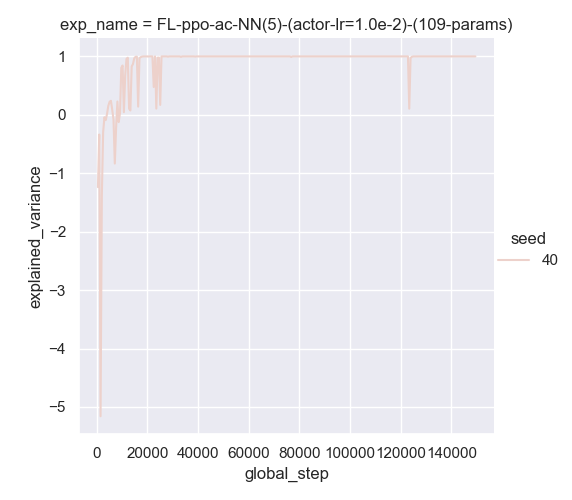 exp_name = FL-ppo-ac-NN(5)-(actor-lr=1.0e-2)-(109-params)
1
0
−1
−2
−3
−4
−5
explained_variance
seed
40
0 20000 40000 60000 80000 100000 120000 140000
global_step